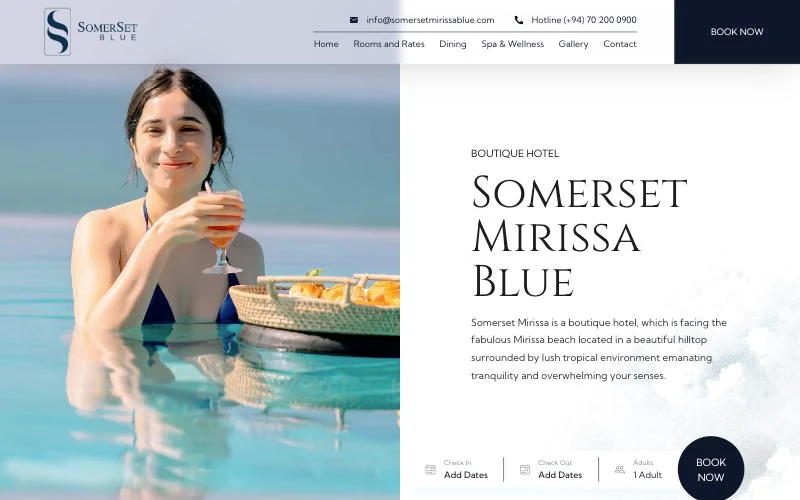 SOMERSET
BLUE
info@somersetmirissablue.com
Hotline (+94) 70 200 0900
Home Rooms and Rates Dining Spa & Wellness Gallery Contact
BOOK NOW
BOUTIQUE HOTEL
SOMERSET
MIRISSA
BLUE
Somerset Mirissa is a boutique hotel, which is facing the
fabulous Mirissa beach located in a beautiful hilltop
surrounded by lush tropical environment emanating
tranquility and overwhelming your senses.
Check In
Add Dates
Check Out
Add Dates
Adults
1 Adult
BOOK
NOW